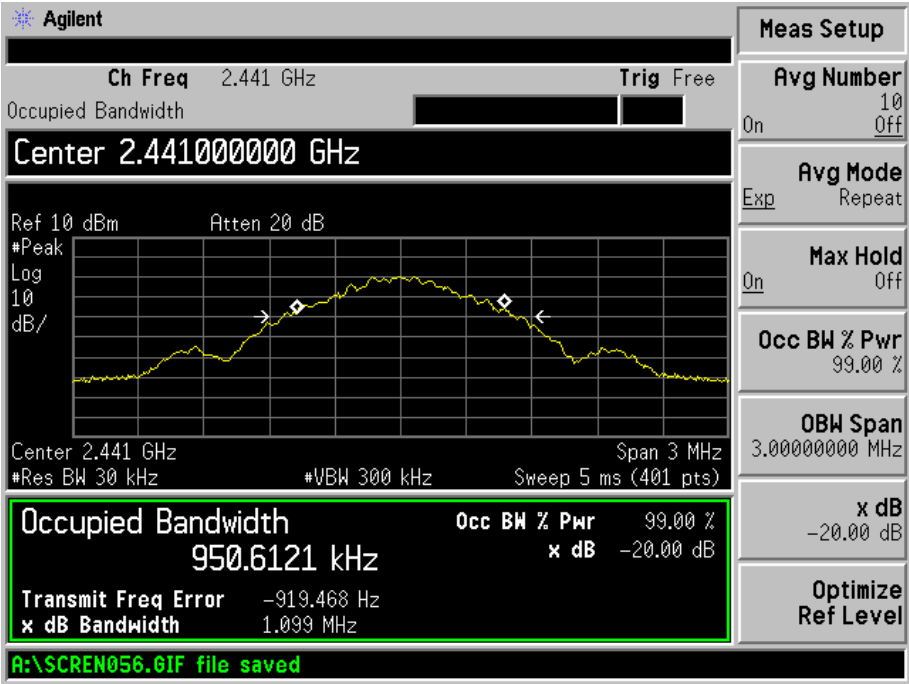 Agilent
Ch Freq 2.441 GHz Trig Free
Occupied Bandwidth
Center 2.441000000 GHz
Ref 10 dBm Atten 20 dB
#Peak
Log
10
dB/
Center 2.441 GHz Span 3 MHz
#Res BW 30 kHz #VBW 300 kHz Sweep 5 ms (401 pts)
Occupied Bandwidth Occ BW % Pwr 99.00 %
950.6121 kHz x dB -20.00 dB
Transmit Freq Error -919.468 Hz
x dB Bandwidth 1.099 MHz
A:\SCREN056.GIF file saved
Meas Setup
Avg Number
10
On Off
Avg Mode
Exp Repeat
Max Hold
On Off
Occ BW % Pwr
99.00 %
OBW Span
3.00000000 MHz
x dB
-20.00 dB
Optimize
Ref Level